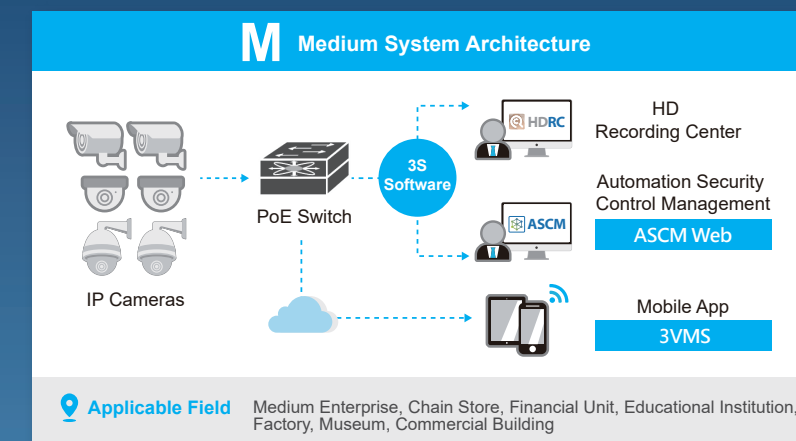 M Medium System Architecture
IP Cameras
PoE Switch
3S
Software
HDRC
HD
Recording Center
ASCM
Automation Security
Control Management
ASCM Web
Mobile App
3VMS
Applicable Field
Medium Enterprise, Chain Store, Financial Unit, Educational Institution,
Factory, Museum, Commercial Building